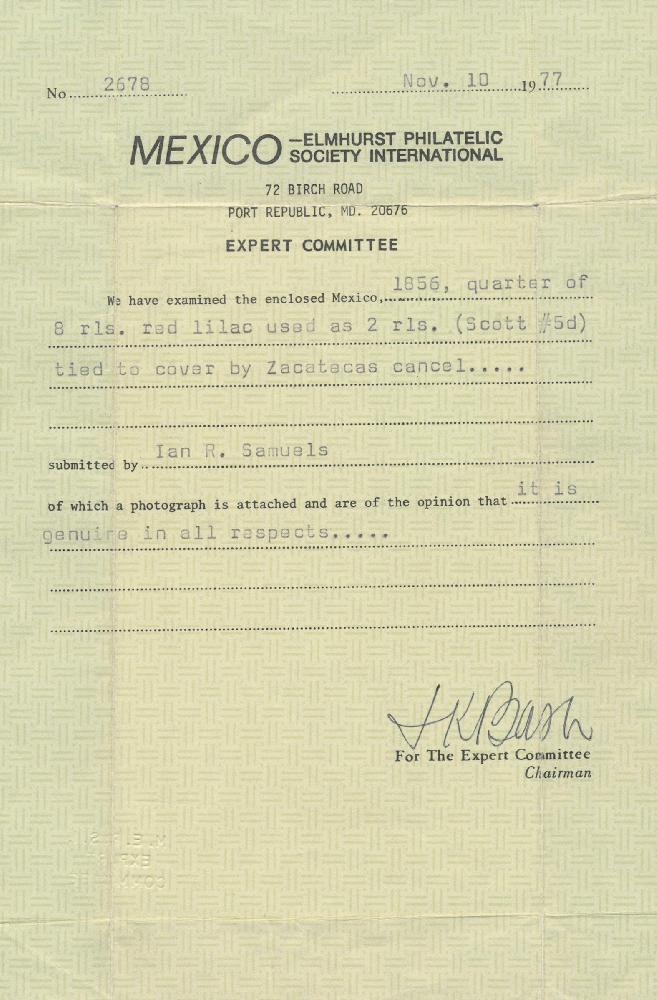 No. 2678 Nov. 10 1977
MEXICO —ELMHURST PHILATELIC
SOCIETY INTERNATIONAL
72 BIRCH ROAD
PORT REPUBLIC, MD. 20676
EXPERT COMMITTEE
We have examined the enclosed Mexico, 1856, quarter of
8 rls. red lilac used as 2 rls. (Scott #5d)
tied to cover by Zacatecas cancel.....
submitted by Ian R. Samuels
of which a photograph is attached and are of the opinion that it is
genuine in all respects.....
For The Expert Committee
Chairman